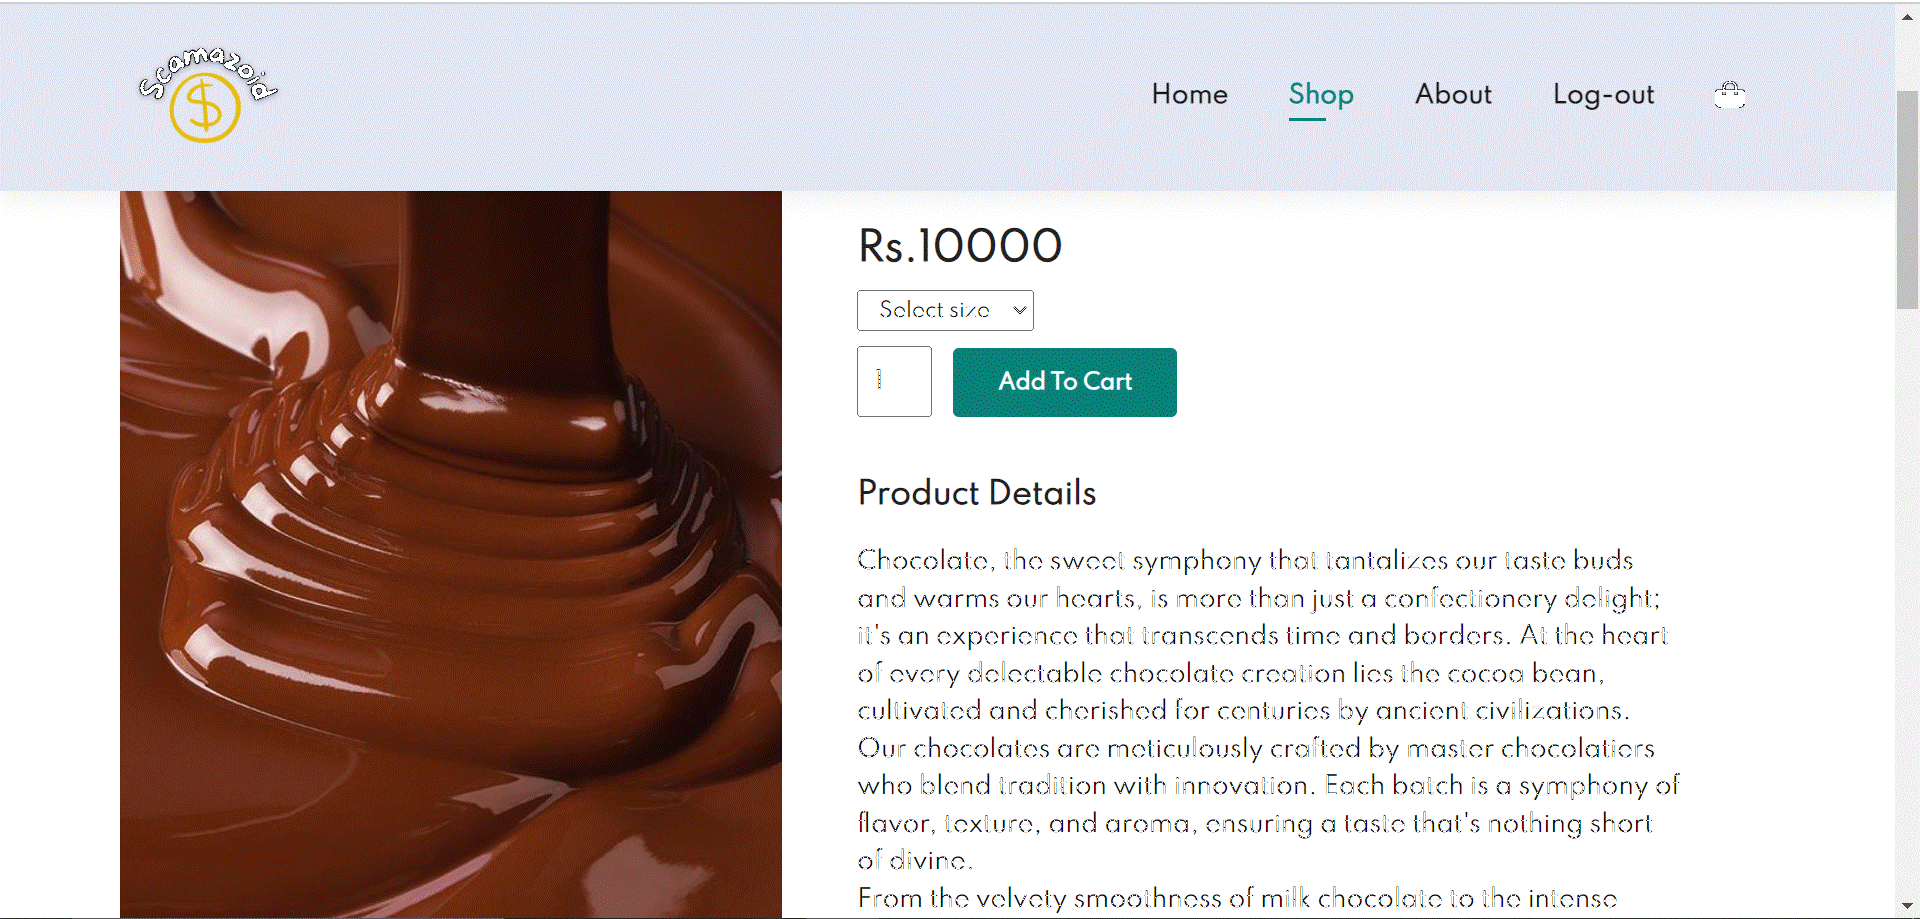 Scamazoid
$
Home Shop About Log-out
Rs.10000
Select size
1
Add To Cart
Product Details
Chocolate, the sweet symphony that tantalizes our taste buds
and warms our hearts, is more than just a confectionery delight;
it's an experience that transcends time and borders. At the heart
of every delectable chocolate creation lies the cocoa bean,
cultivated and cherished for centuries by ancient civilizations.
Our chocolates are meticulously crafted by master chocolatiers
who blend tradition with innovation. Each batch is a symphony of
flavor, texture, and aroma, ensuring a taste that's nothing short
of divine.
From the velvety smoothness of milk chocolate to the intense